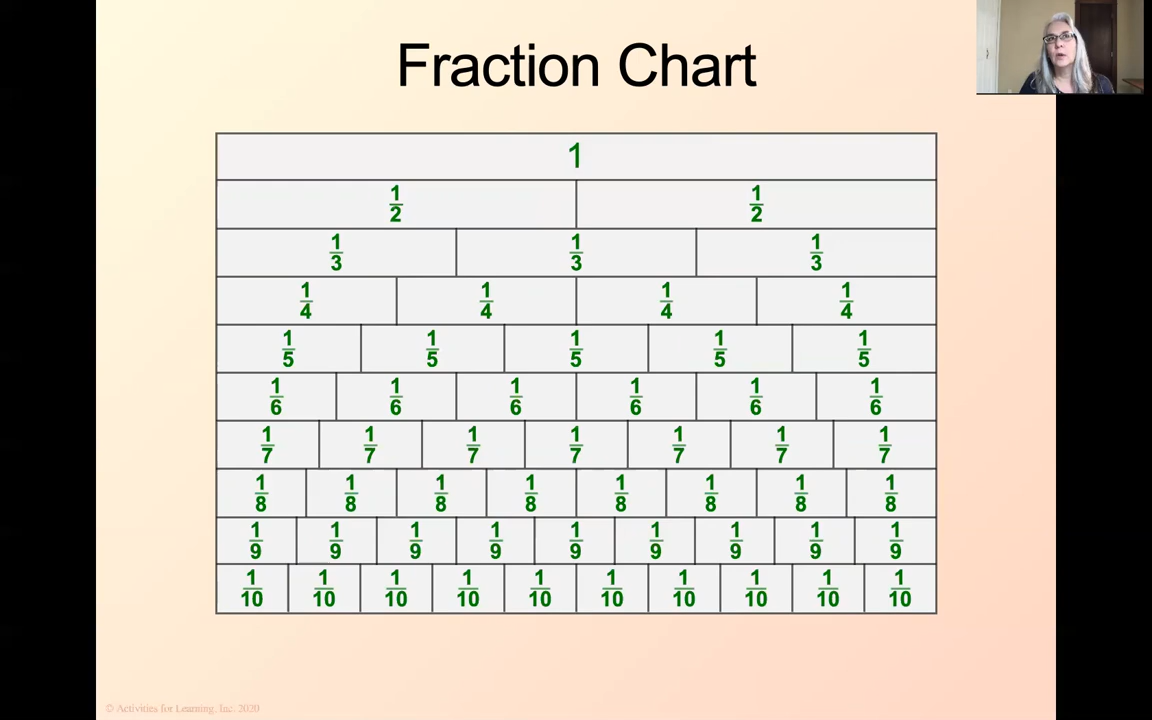 Fraction Chart
1
1/2 1/2
1/3 1/3 1/3
1/4 1/4 1/4 1/4
1/5 1/5 1/5 1/5 1/5
1/6 1/6 1/6 1/6 1/6 1/6
1/7 1/7 1/7 1/7 1/7 1/7 1/7
1/8 1/8 1/8 1/8 1/8 1/8 1/8 1/8
1/9 1/9 1/9 1/9 1/9 1/9 1/9 1/9 1/9
1/10 1/10 1/10 1/10 1/10 1/10 1/10 1/10 1/10 1/10
© Activities for Learning, Inc. 2020